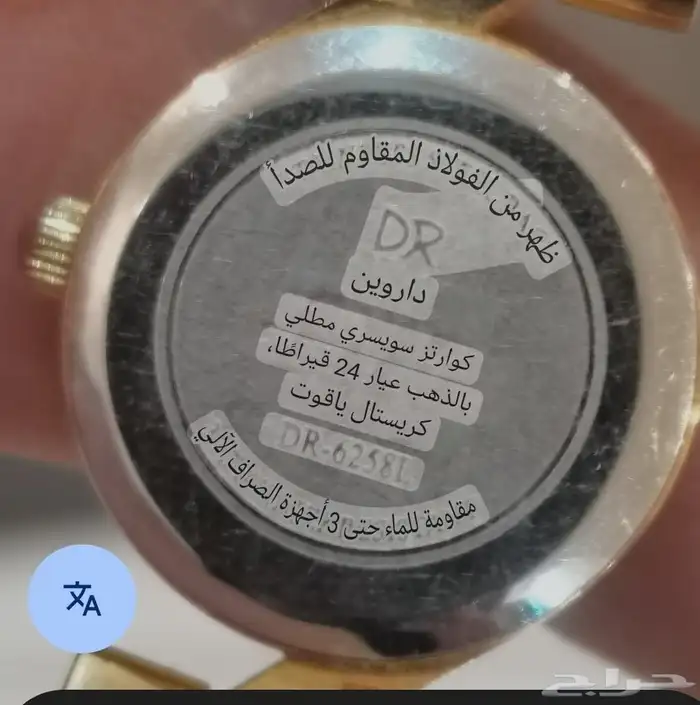 ظهر من الفولاذ المقاوم للصدأ
DR
داروين
كوارتز سويسري مطلي
بالذهب عيار 24 قيراطًا،
كريستال ياقوت
DR-6258L
مقاومة للماء حتى 3 أجهزة الصراف الآلي
حراج